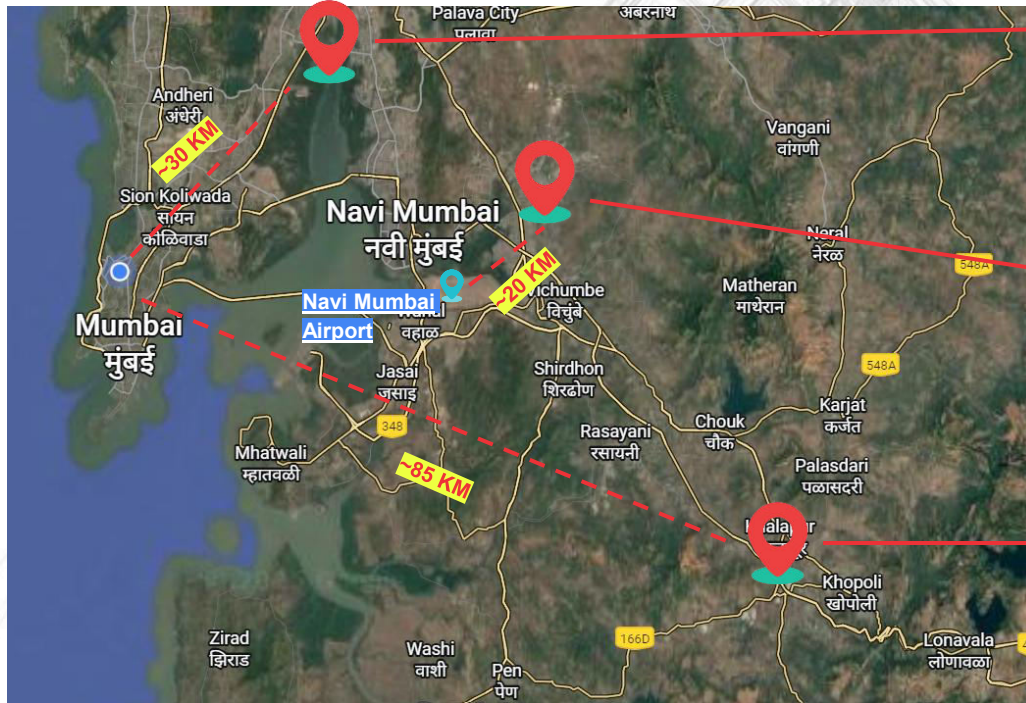 Palava City
पलावा
अंबरनाथ
Andheri
अंधेरी
~30 KM
Vangani
वांगणी
Sion Koliwada
सायन
कोळिवाडा
Navi Mumbai
नवी मुंबई
Neral
नेरळ
548A
~20 KM
Vichumbe
विचुंबे
Matheran
माथेरान
Navi Mumbai
Airport
वहाळ
Mumbai
मुंबई
Jasai
जसाई
Shirdhon
शिरढोण
548A
348
Karjat
कर्जत
Chouk
चौक
Rasayani
रसायनी
Mhatwali
म्हातवळी
~85 KM
Palasdari
पळासदरी
Khopoli
खोपोली
Zirad
झिराड
166D
Washi
वाशी
Lonavala
लोणावळा
Pen
पेण